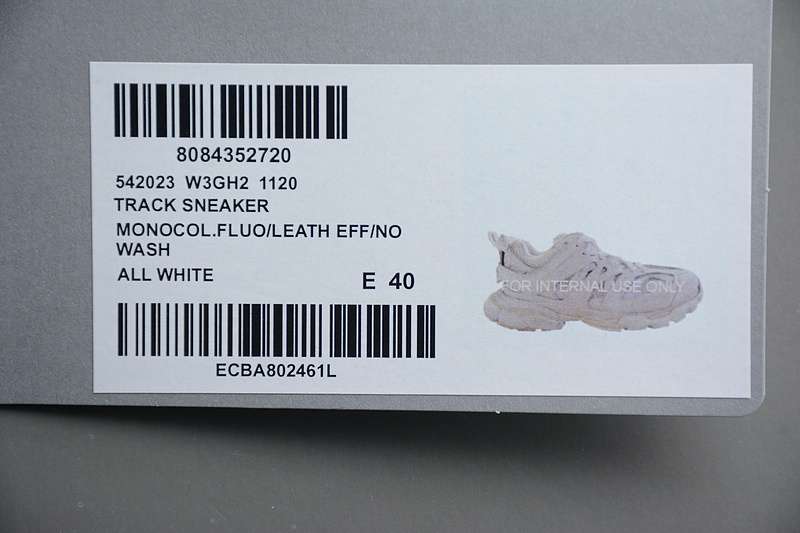 8084352720
542023 W3GH2 1120
TRACK SNEAKER
MONOCOL.FLUO/LEATH EFF/NO
WASH
ALL WHITE
E 40
FOR INTERNAL USE ONLY
ECBA802461L